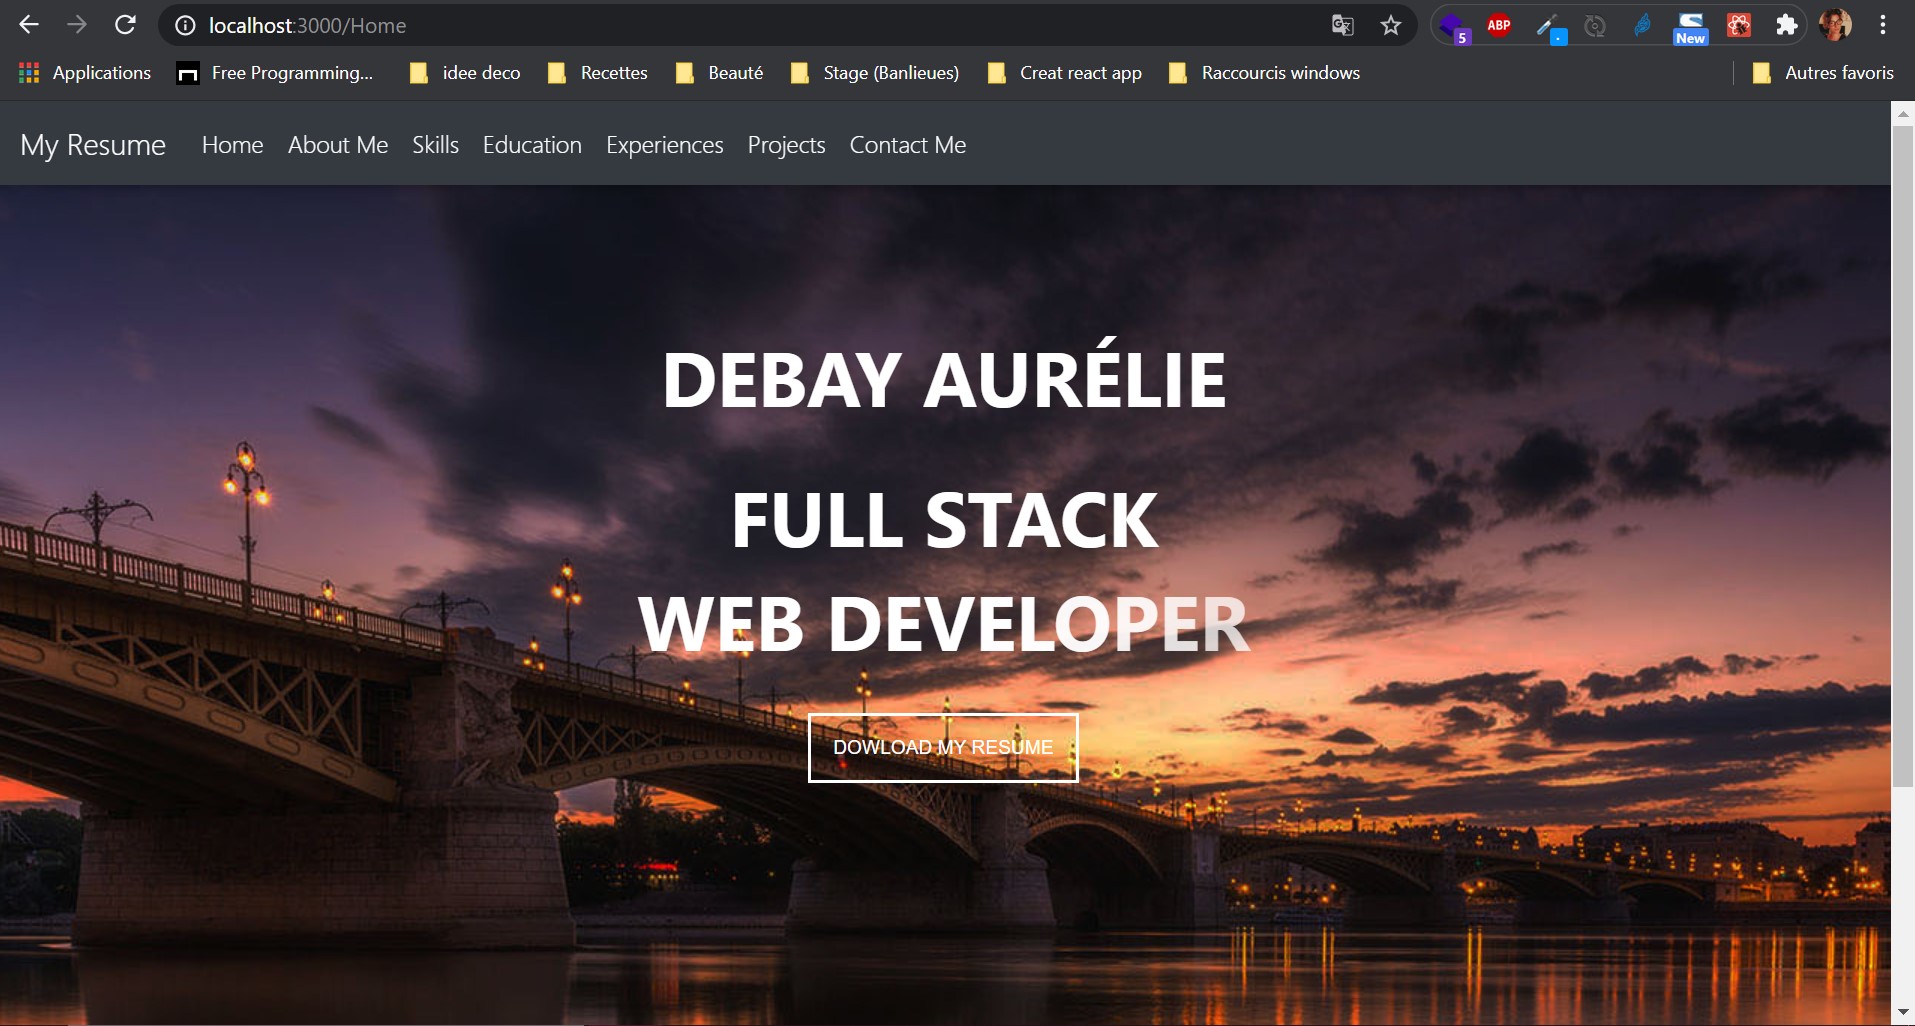 localhost:3000/Home
5 ABP New
Applications Free Programming... idee deco Recettes Beauté Stage (Banlieues) Creat react app Raccourcis windows Autres favoris
My Resume Home About Me Skills Education Experiences Projects Contact Me
DEBAY AURÉLIE
FULL STACK
WEB DEVELOPER
DOWLOAD MY RESUME